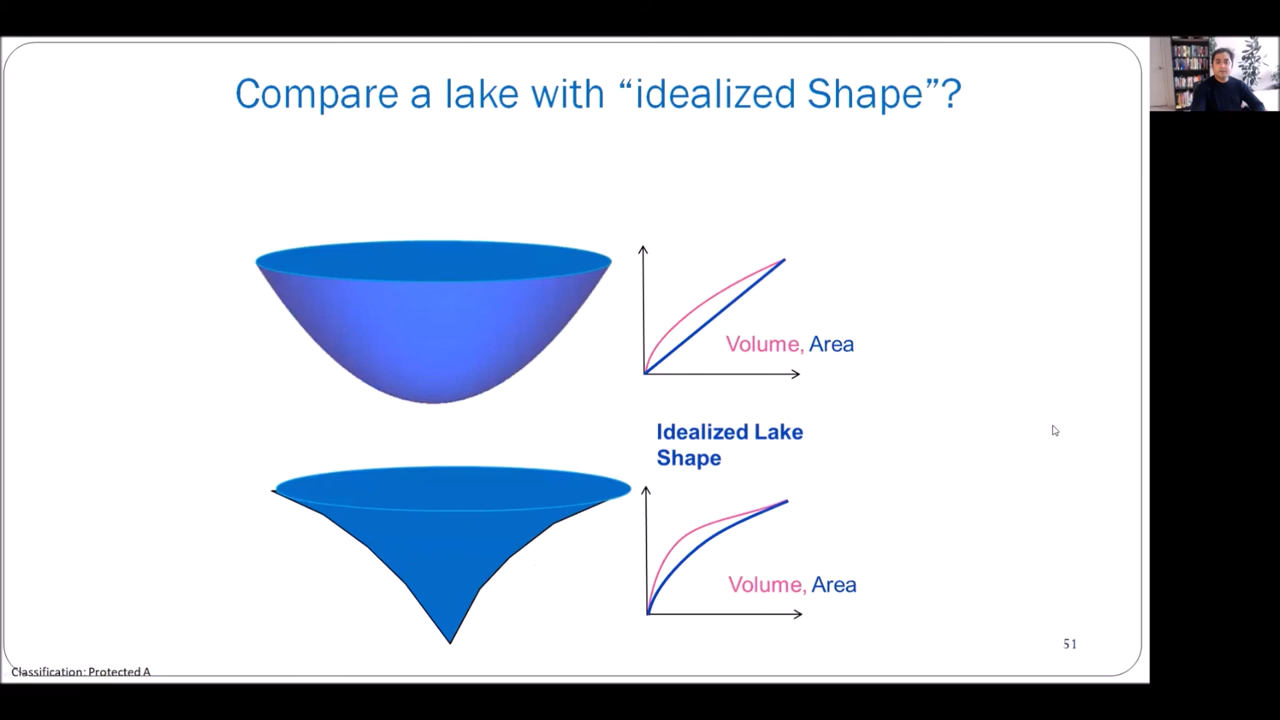 Compare a lake with “idealized Shape”?
Volume, Area
Idealized Lake
Shape
Volume, Area
51
Classification: Protected A